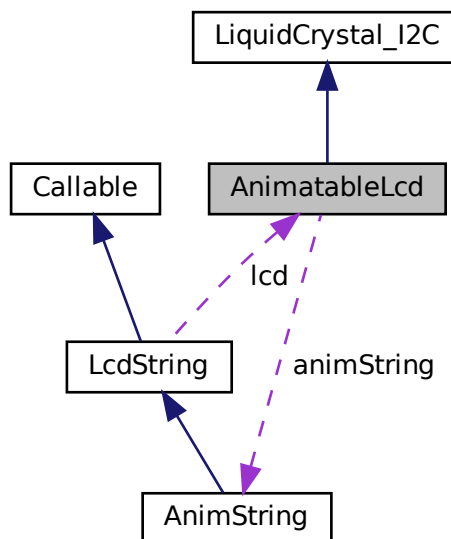 LiquidCrystal_I2C
Callable
AnimatableLcd
lcd
LcdString
animString
AnimString